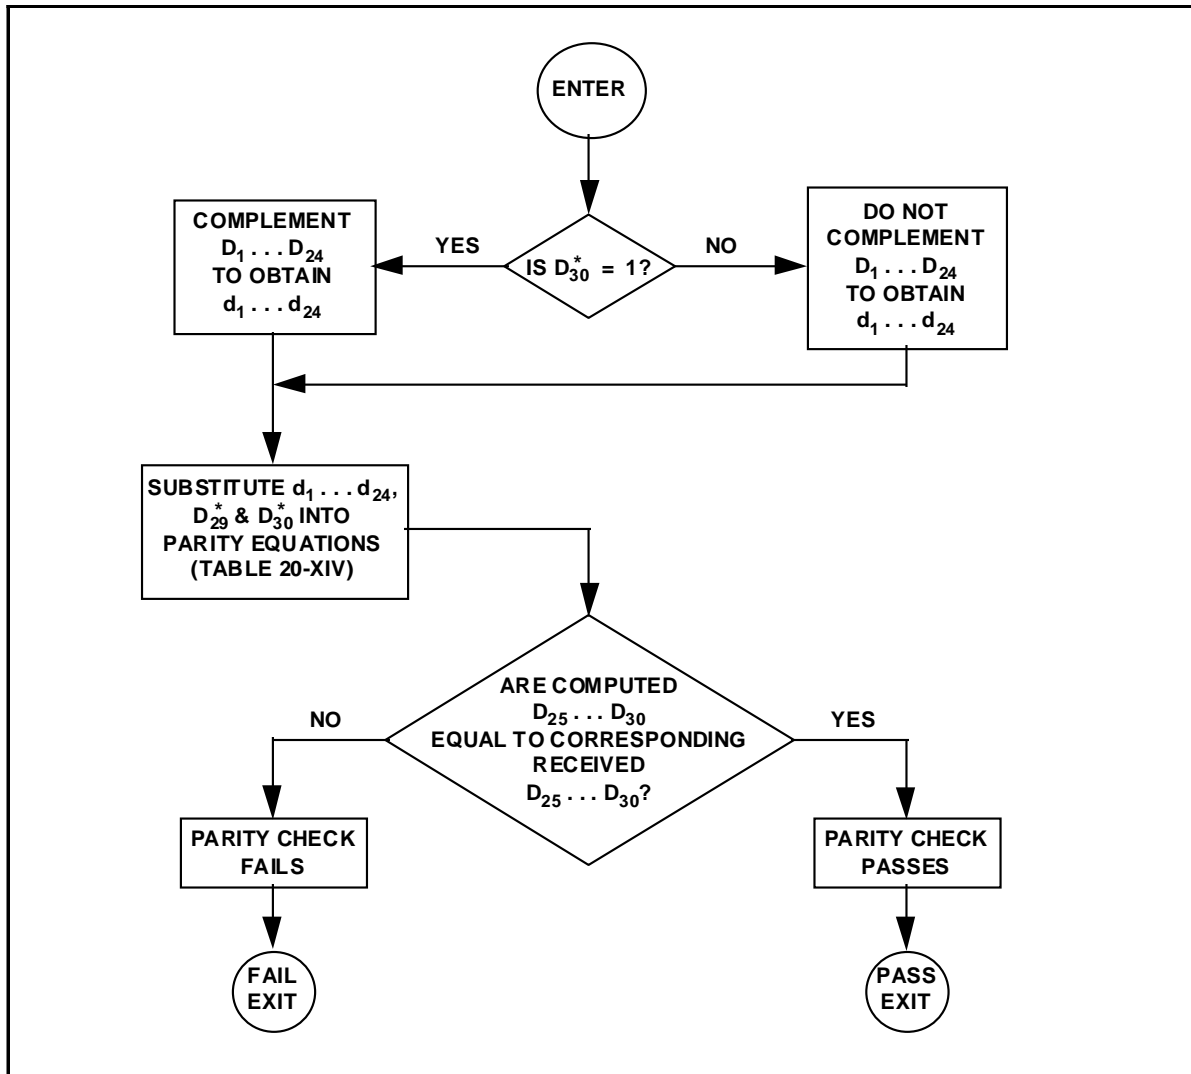 ENTER
COMPLEMENT
D₁ . . . D₂₄
TO OBTAIN
d₁ . . . d₂₄
YES
IS D*₃₀ = 1?
NO
DO NOT
COMPLEMENT
D₁ . . . D₂₄
TO OBTAIN
d₁ . . . d₂₄
SUBSTITUTE d₁ . . . d₂₄,
D*₂₉ & D*₃₀ INTO
PARITY EQUATIONS
(TABLE 20-XIV)
ARE COMPUTED
D₂₅ . . . D₃₀
EQUAL TO CORRESPONDING
RECEIVED
D₂₅ . . . D₃₀?
NO
YES
PARITY CHECK
FAILS
PARITY CHECK
PASSES
FAIL
EXIT
PASS
EXIT